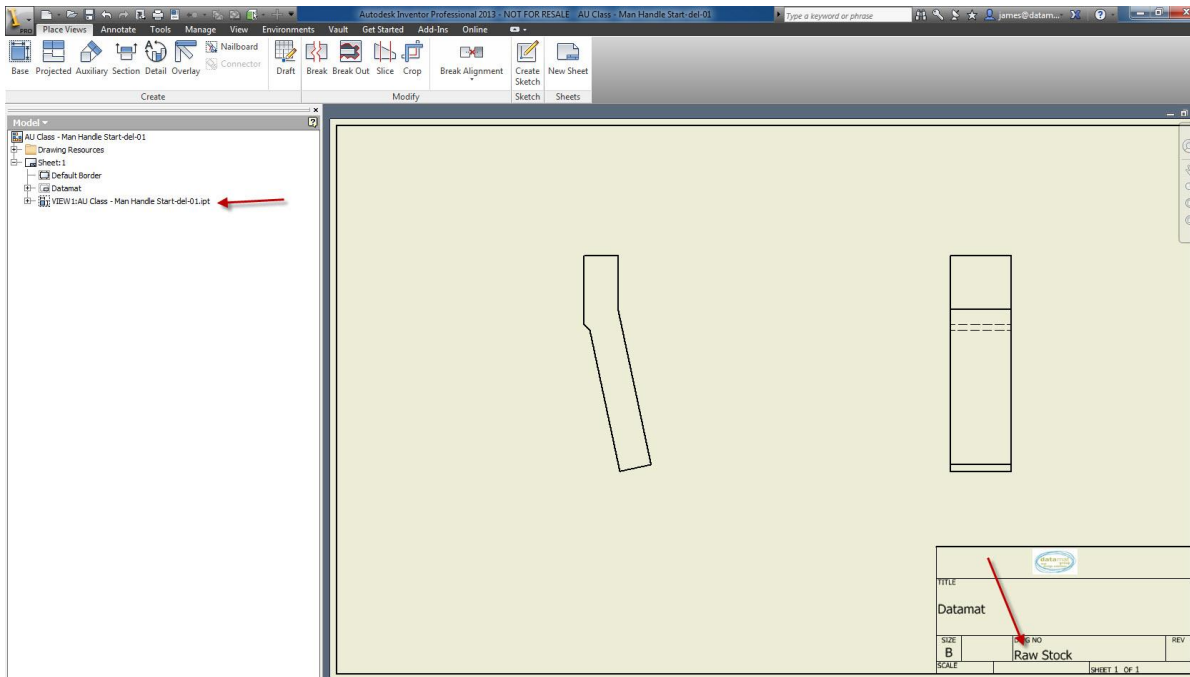 Autodesk Inventor Professional 2013 - NOT FOR RESALE AU Class - Man Handle Start-del-01
Type a keyword or phrase
james@datam...
PRO
Place Views Annotate Tools Manage View Environments Vault Get Started Add-Ins Online
Base Projected Auxiliary Section Detail Overlay
Nailboard
Connector
Draft
Break Break Out Slice Crop
Break Alignment
Create Sketch
New Sheet
Create Modify Sketch Sheets
Model
AU Class - Man Handle Start-del-01
Drawing Resources
Sheet:1
Default Border
Datamat
VIEW1:AU Class - Man Handle Start-del-01.ipt
datamat
TITLE
Datamat
SIZE
B
NO
Raw Stock
REV
SCALE
SHEET 1 OF 1